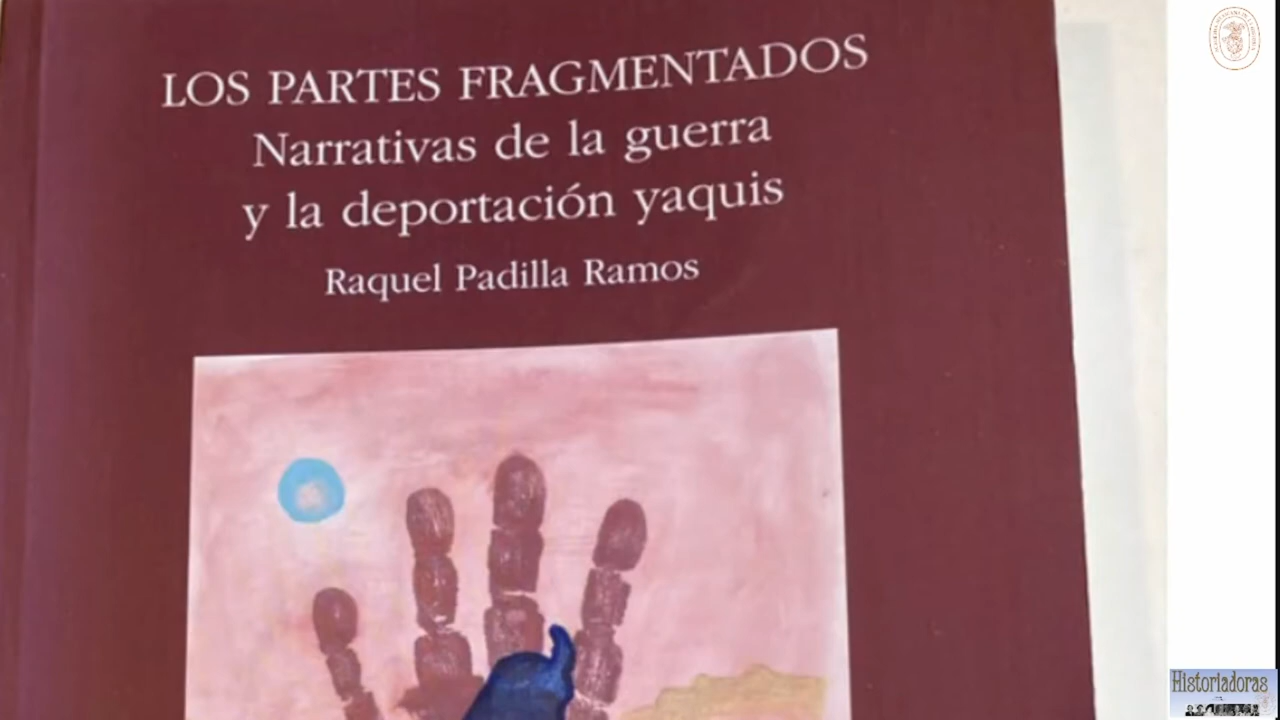 LOS PARTES FRAGMENTADOS
Narrativas de la guerra
y la deportación yaquis
Raquel Padilla Ramos
Historiadoras